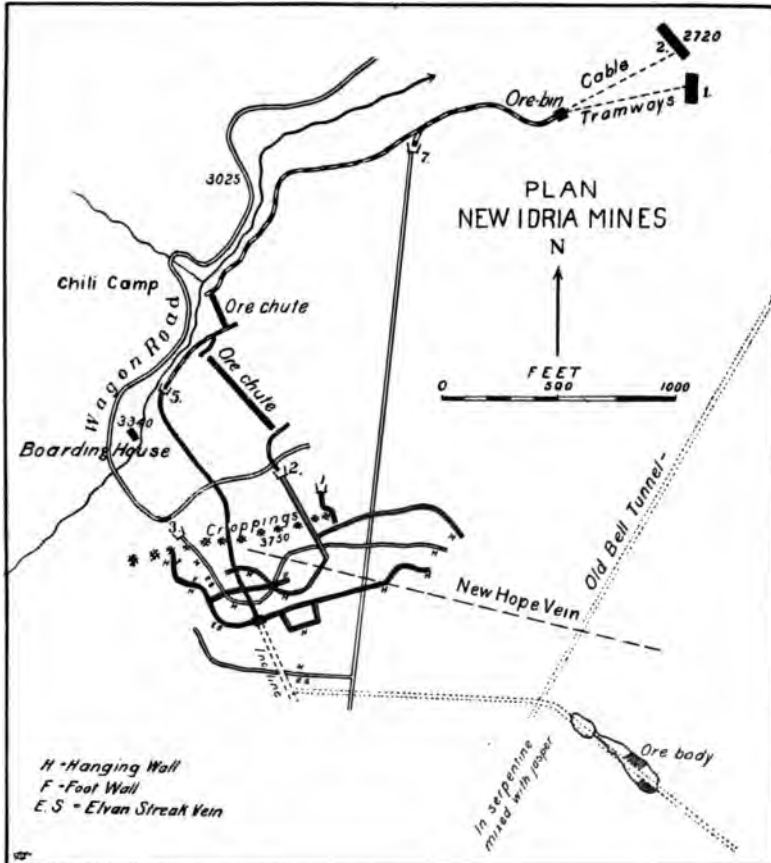 2720
2.
Cable
Ore-bin
Tramways
1.
7.
3025
PLAN
NEW IDRIA MINES
N
Chili Camp
Ore chute
FEET
0 500 1000
Wagon Road
Ore chute
5.
3340
Boarding House
2.
1.
3.
Croppings
3750
Old Bell Tunnel-
New Hope Vein
H
H
H
H
E S
H
Incline
E S
Ore body
In serpentine
mixed with jasper
H - Hanging Wall
F - Foot Wall
E. S = Elvan Streak Vein